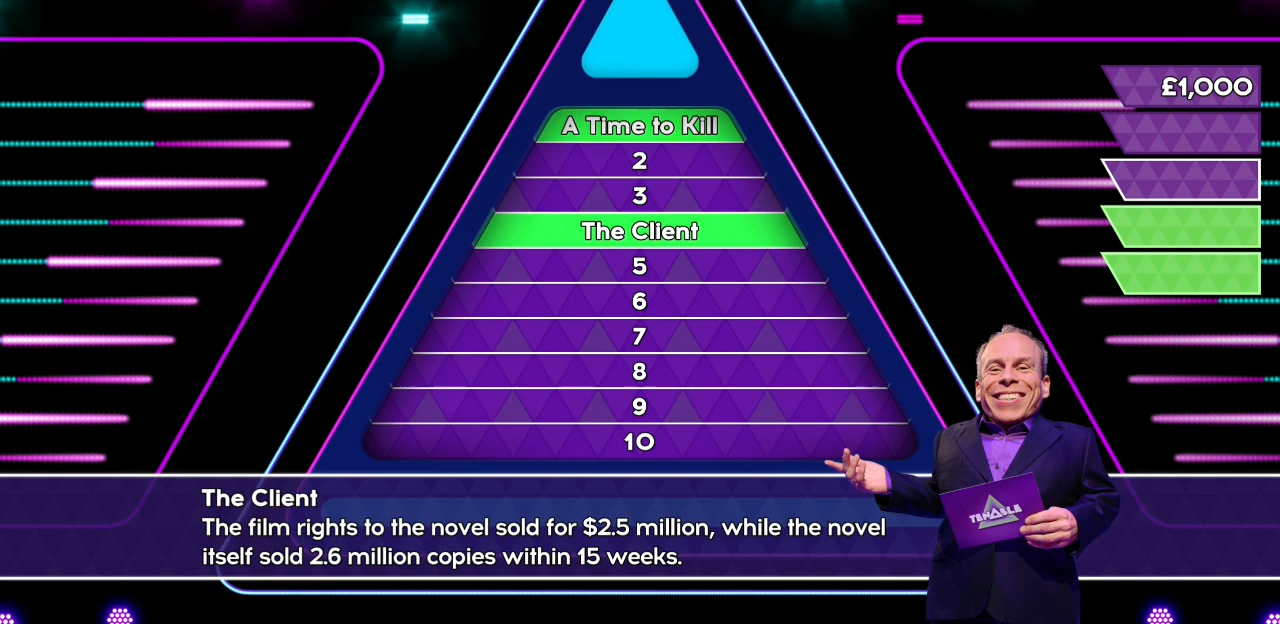 £1,000
A Time to Kill
2
3
The Client
5
6
7
8
9
10
The Client
The film rights to the novel sold for $2.5 million, while the novel
itself sold 2.6 million copies within 15 weeks.
TENABLE